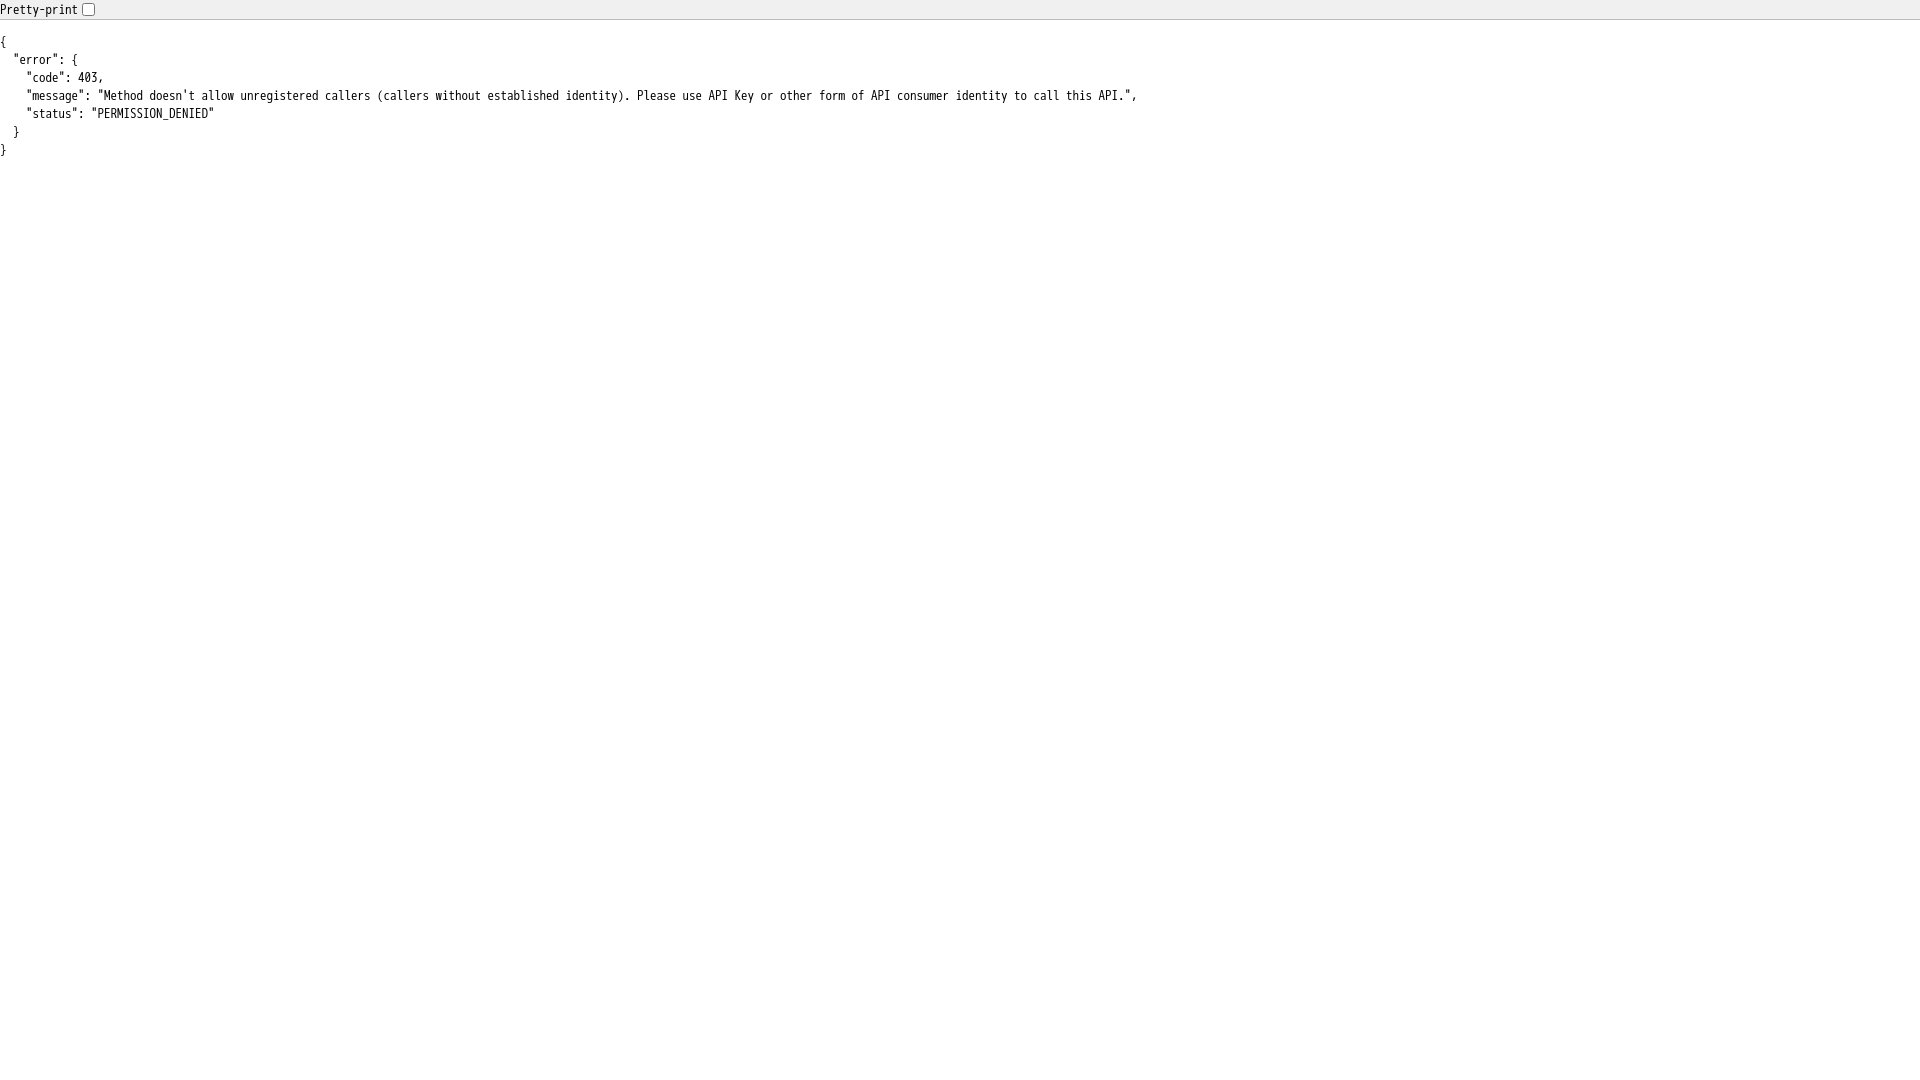 Pretty-print
{
  "error": {
    "code": 403,
    "message": "Method doesn't allow unregistered callers (callers without established identity). Please use API Key or other form of API consumer identity to call this API.",
    "status": "PERMISSION_DENIED"
  }
}